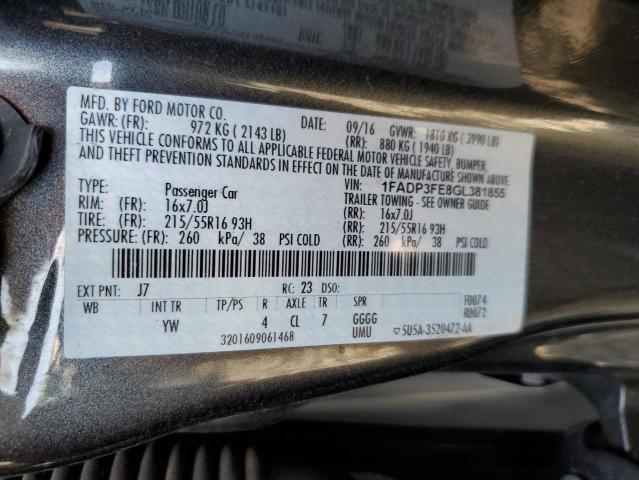 MFD. BY FORD MOTOR CO. DATE: 09/16 GVWR: 1810 KG ( 3990 LB)
GAWR: (FR): 972 KG ( 2143 LB) (RR): 880 KG ( 1940 LB)
THIS VEHICLE CONFORMS TO ALL APPLICABLE FEDERAL MOTOR VEHICLE SAFETY, BUMPER,
AND THEFT PREVENTION STANDARDS IN EFFECT ON THE DATE OF MANUFACTURE SHOWN ABOVE.
VIN: 1FADP3FE8GL381855
TYPE: Passenger Car TRAILER TOWING - SEE OWNER GUIDE
RIM: (FR): 16x7.0J (RR): 16x7.0J
TIRE: (FR): 215/55R16 93H (RR): 215/55R16 93H
PRESSURE: (FR): 260 kPa/ 38 PSI COLD (RR): 260 kPa/ 38 PSI COLD
EXT PNT: J7 RC: 23 DSO: F0074
WB INT TR TP/PS R AXLE TR SPR R0072
YW 4 CL 7 GGGG
UMU ▽5U5A-3520472-AA
3201609061468